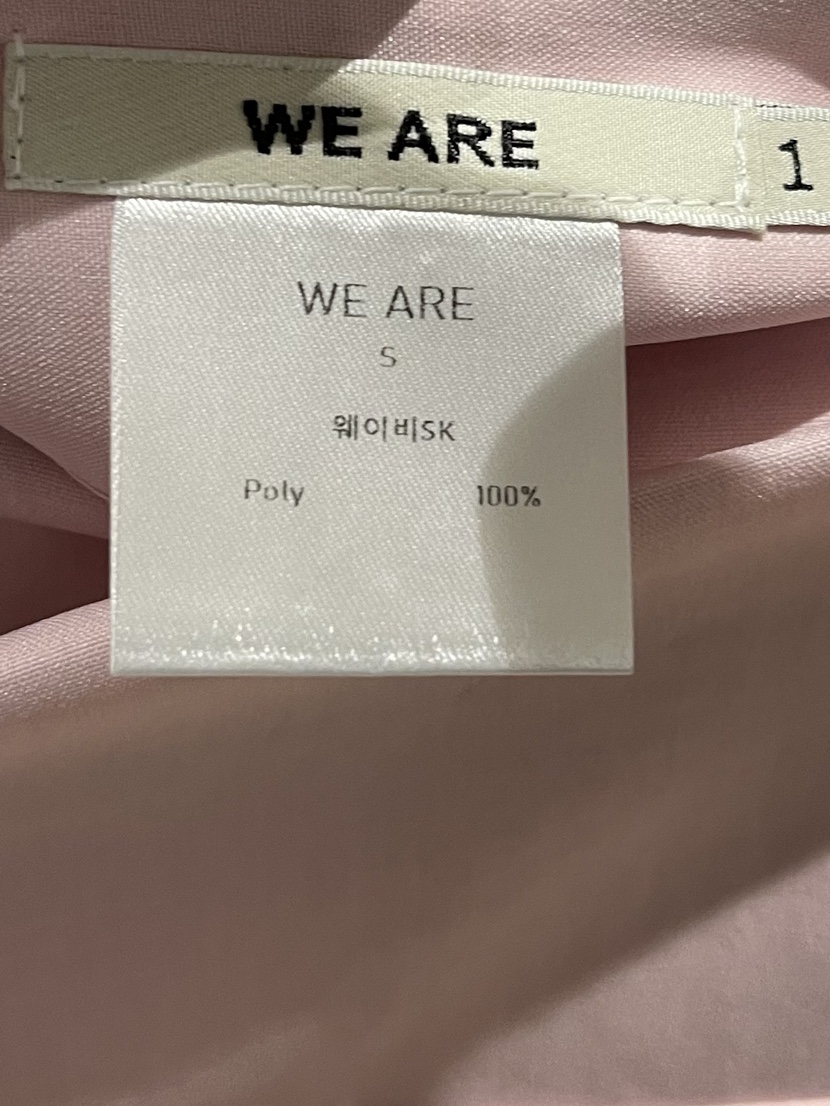 WE ARE
1
WE ARE
S
웨이비SK
Poly 100%